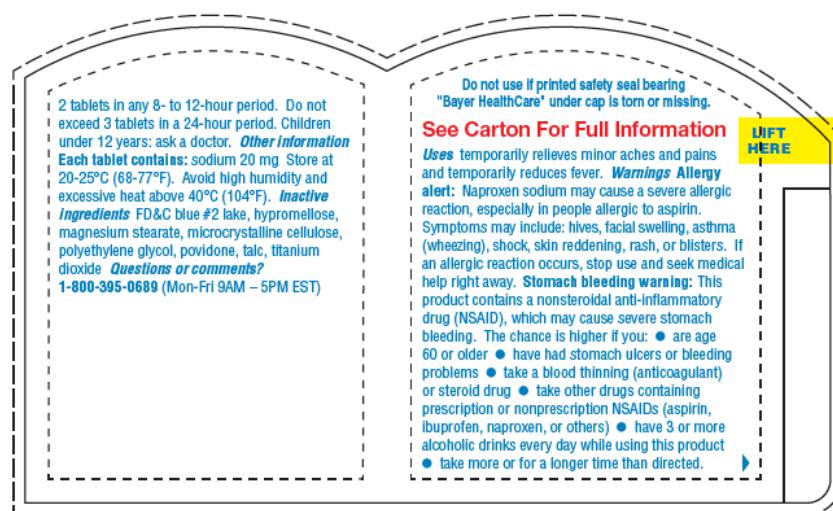 2 tablets in any 8- to 12-hour period. Do not
exceed 3 tablets in a 24-hour period. Children
under 12 years: ask a doctor. Other information
Each tablet contains: sodium 20 mg Store at
20-25°C (68-77°F). Avoid high humidity and
excessive heat above 40°C (104°F). Inactive
ingredients FD&C blue #2 lake, hypromellose,
magnesium stearate, microcrystalline cellulose,
polyethylene glycol, povidone, talc, titanium
dioxide Questions or comments?
1-800-395-0689 (Mon-Fri 9AM – 5PM EST)
Do not use if printed safety seal bearing
"Bayer HealthCare" under cap is torn or missing.
See Carton For Full Information
Uses temporarily relieves minor aches and pains
and temporarily reduces fever. Warnings Allergy
alert: Naproxen sodium may cause a severe allergic
reaction, especially in people allergic to aspirin.
Symptoms may include: hives, facial swelling, asthma
(wheezing), shock, skin reddening, rash, or blisters. If
an allergic reaction occurs, stop use and seek medical
help right away. Stomach bleeding warning: This
product contains a nonsteroidal anti-inflammatory
drug (NSAID), which may cause severe stomach
bleeding. The chance is higher if you: ● are age
60 or older ● have had stomach ulcers or bleeding
problems ● take a blood thinning (anticoagulant)
or steroid drug ● take other drugs containing
prescription or nonprescription NSAIDs (aspirin,
ibuprofen, naproxen, or others) ● have 3 or more
alcoholic drinks every day while using this product
● take more or for a longer time than directed.
LIFT
HERE